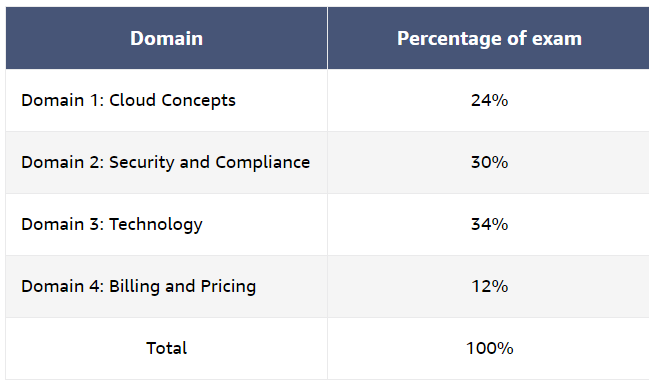 Domain Percentage of exam
Domain 1: Cloud Concepts 24%
Domain 2: Security and Compliance 30%
Domain 3: Technology 34%
Domain 4: Billing and Pricing 12%
Total 100%